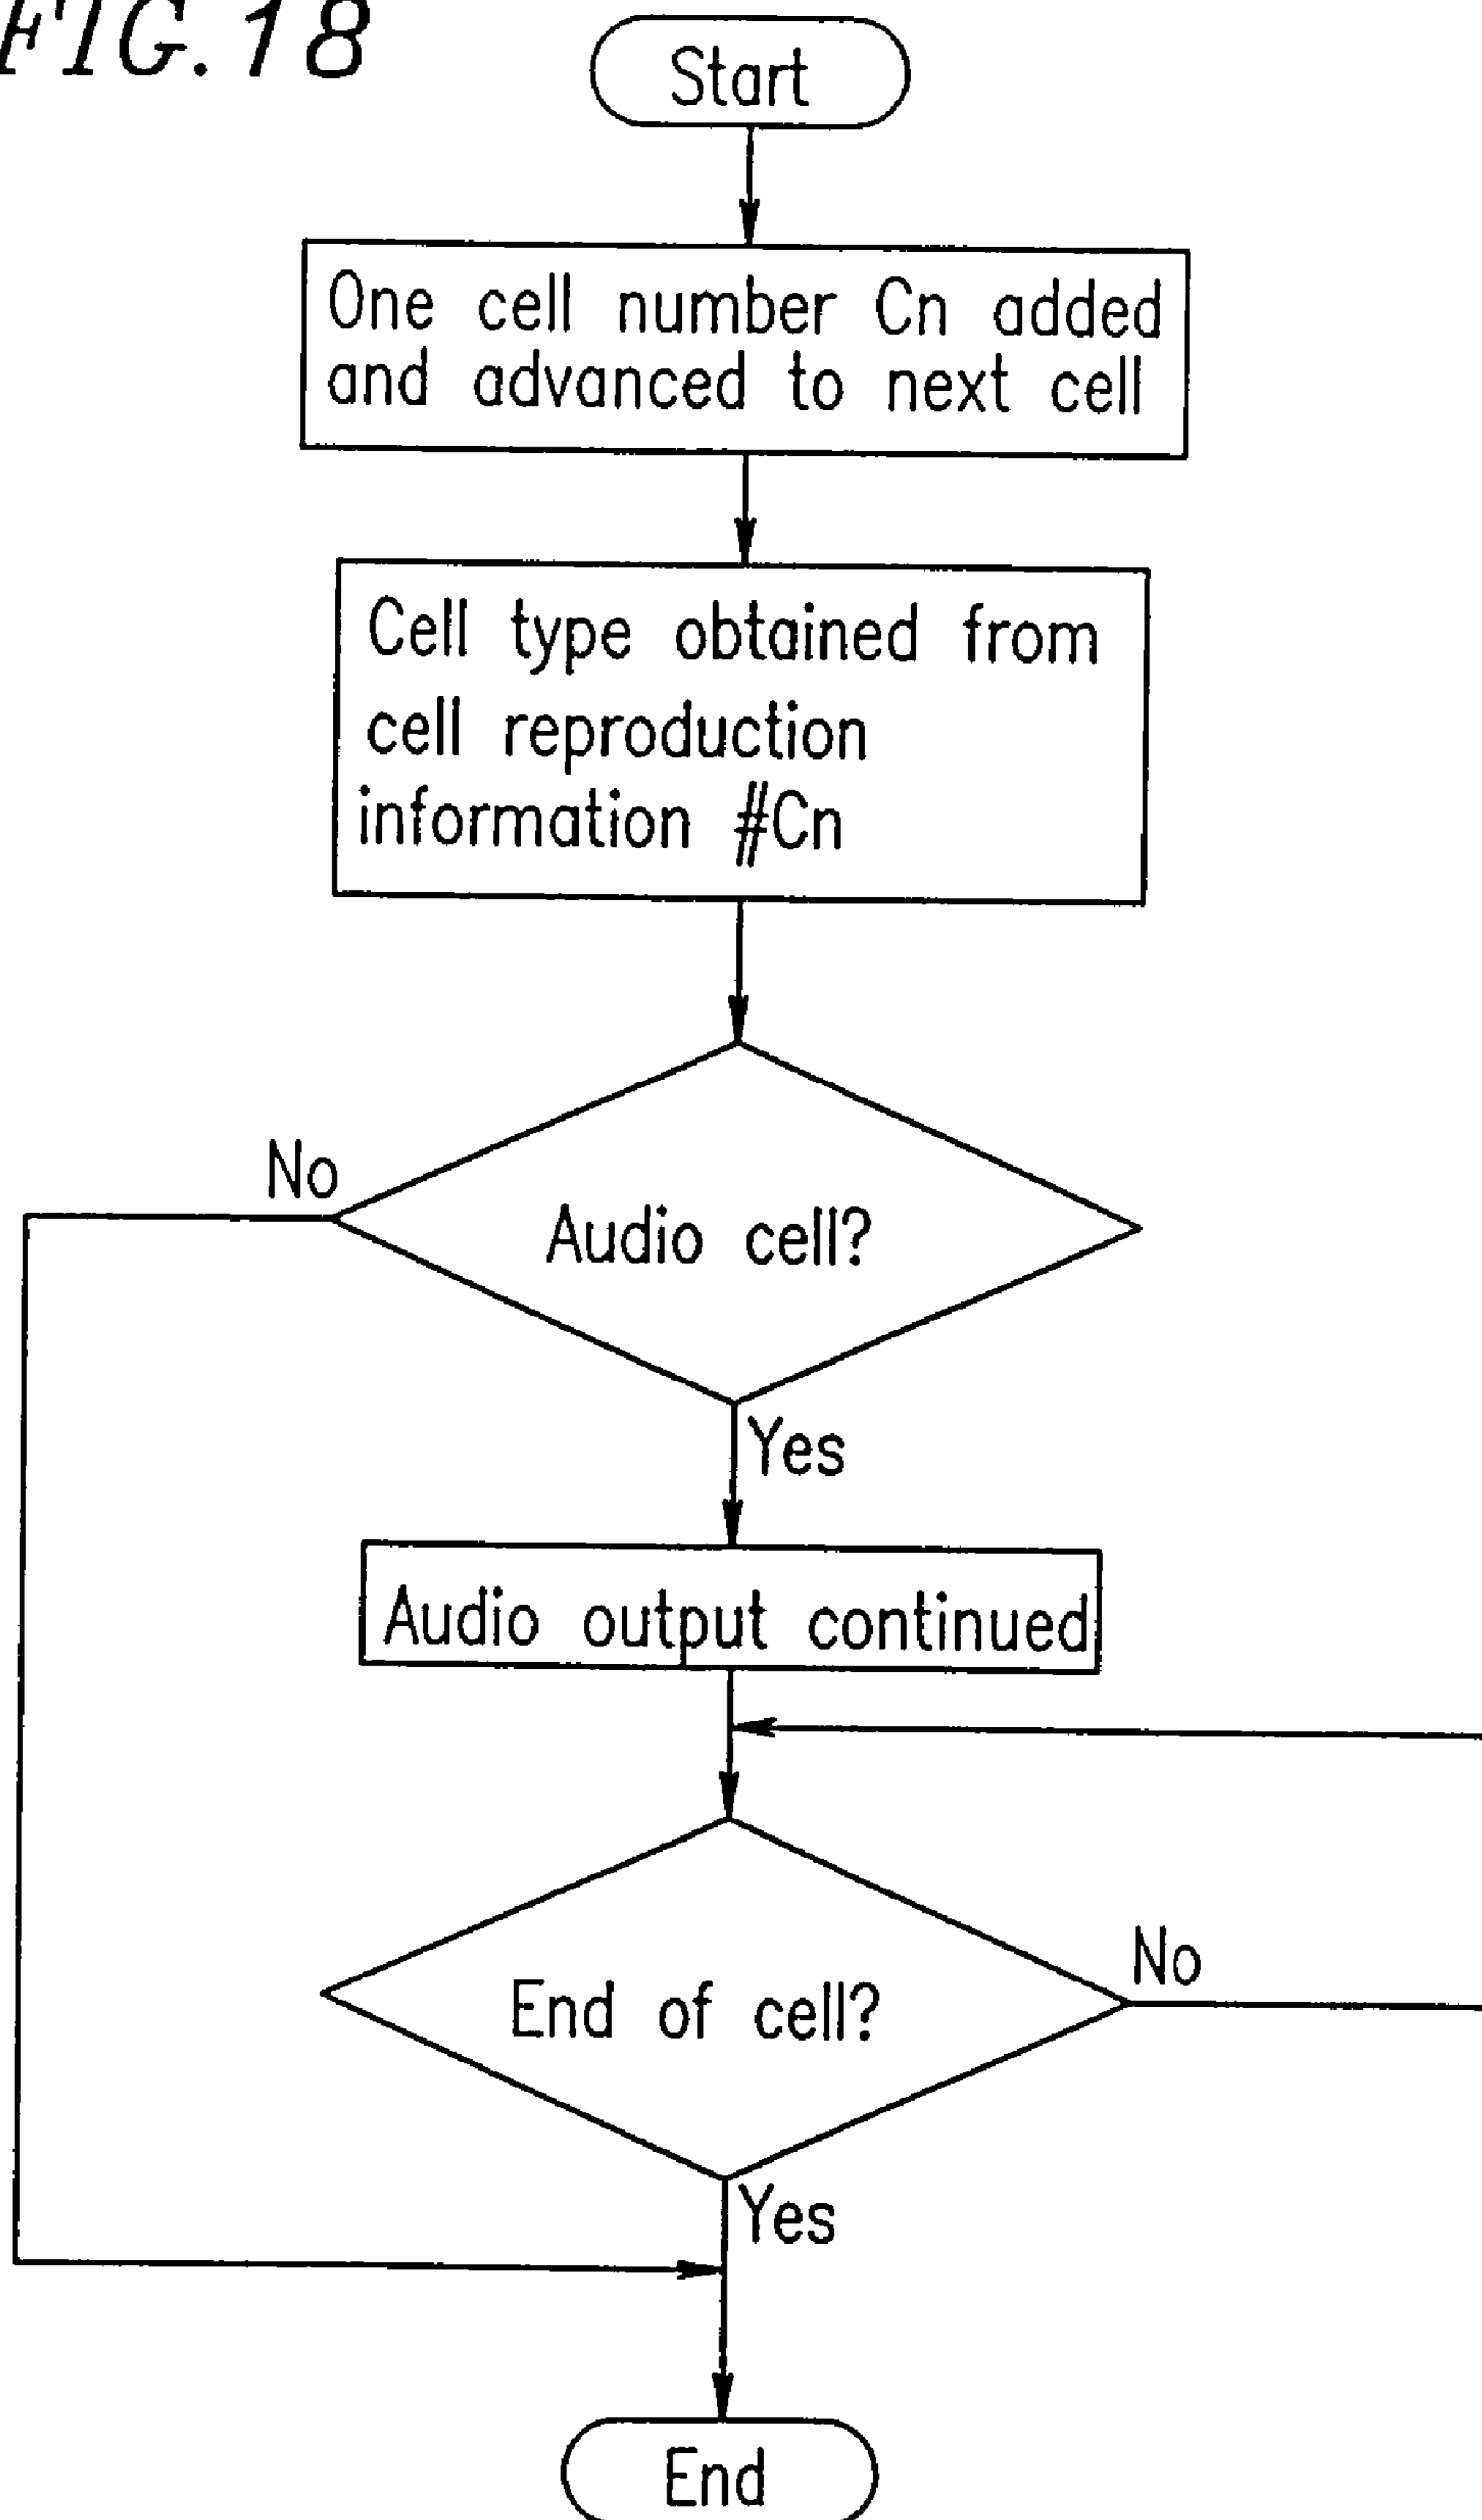 FIG.18
Start
One cell number Cn added
and advanced to next cell
Cell type obtained from
cell reproduction
information #Cn
No
Audio cell?
Yes
Audio output continued
No
End of cell?
Yes
End